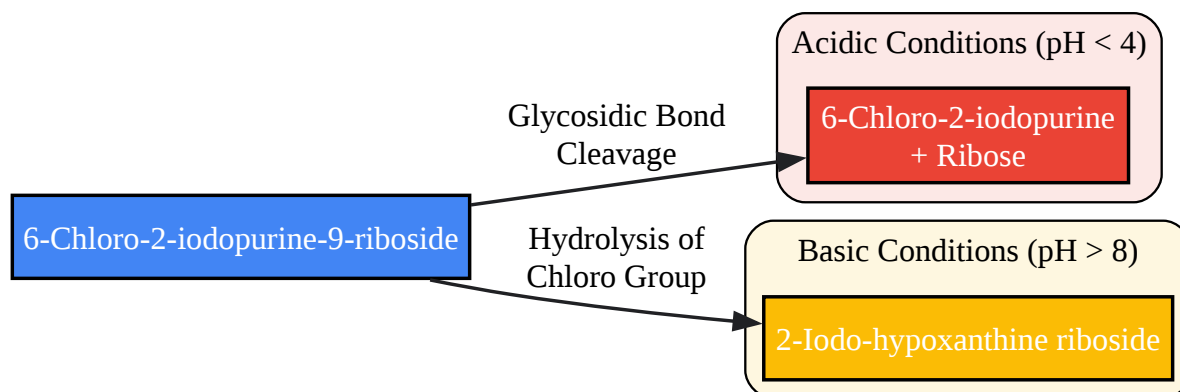 Acidic Conditions (pH < 4)
6-Chloro-2-iodopurine
+ Ribose
Glycosidic Bond
Cleavage
6-Chloro-2-iodopurine-9-riboside
Hydrolysis of
Chloro Group
Basic Conditions (pH > 8)
2-Iodo-hypoxanthine riboside